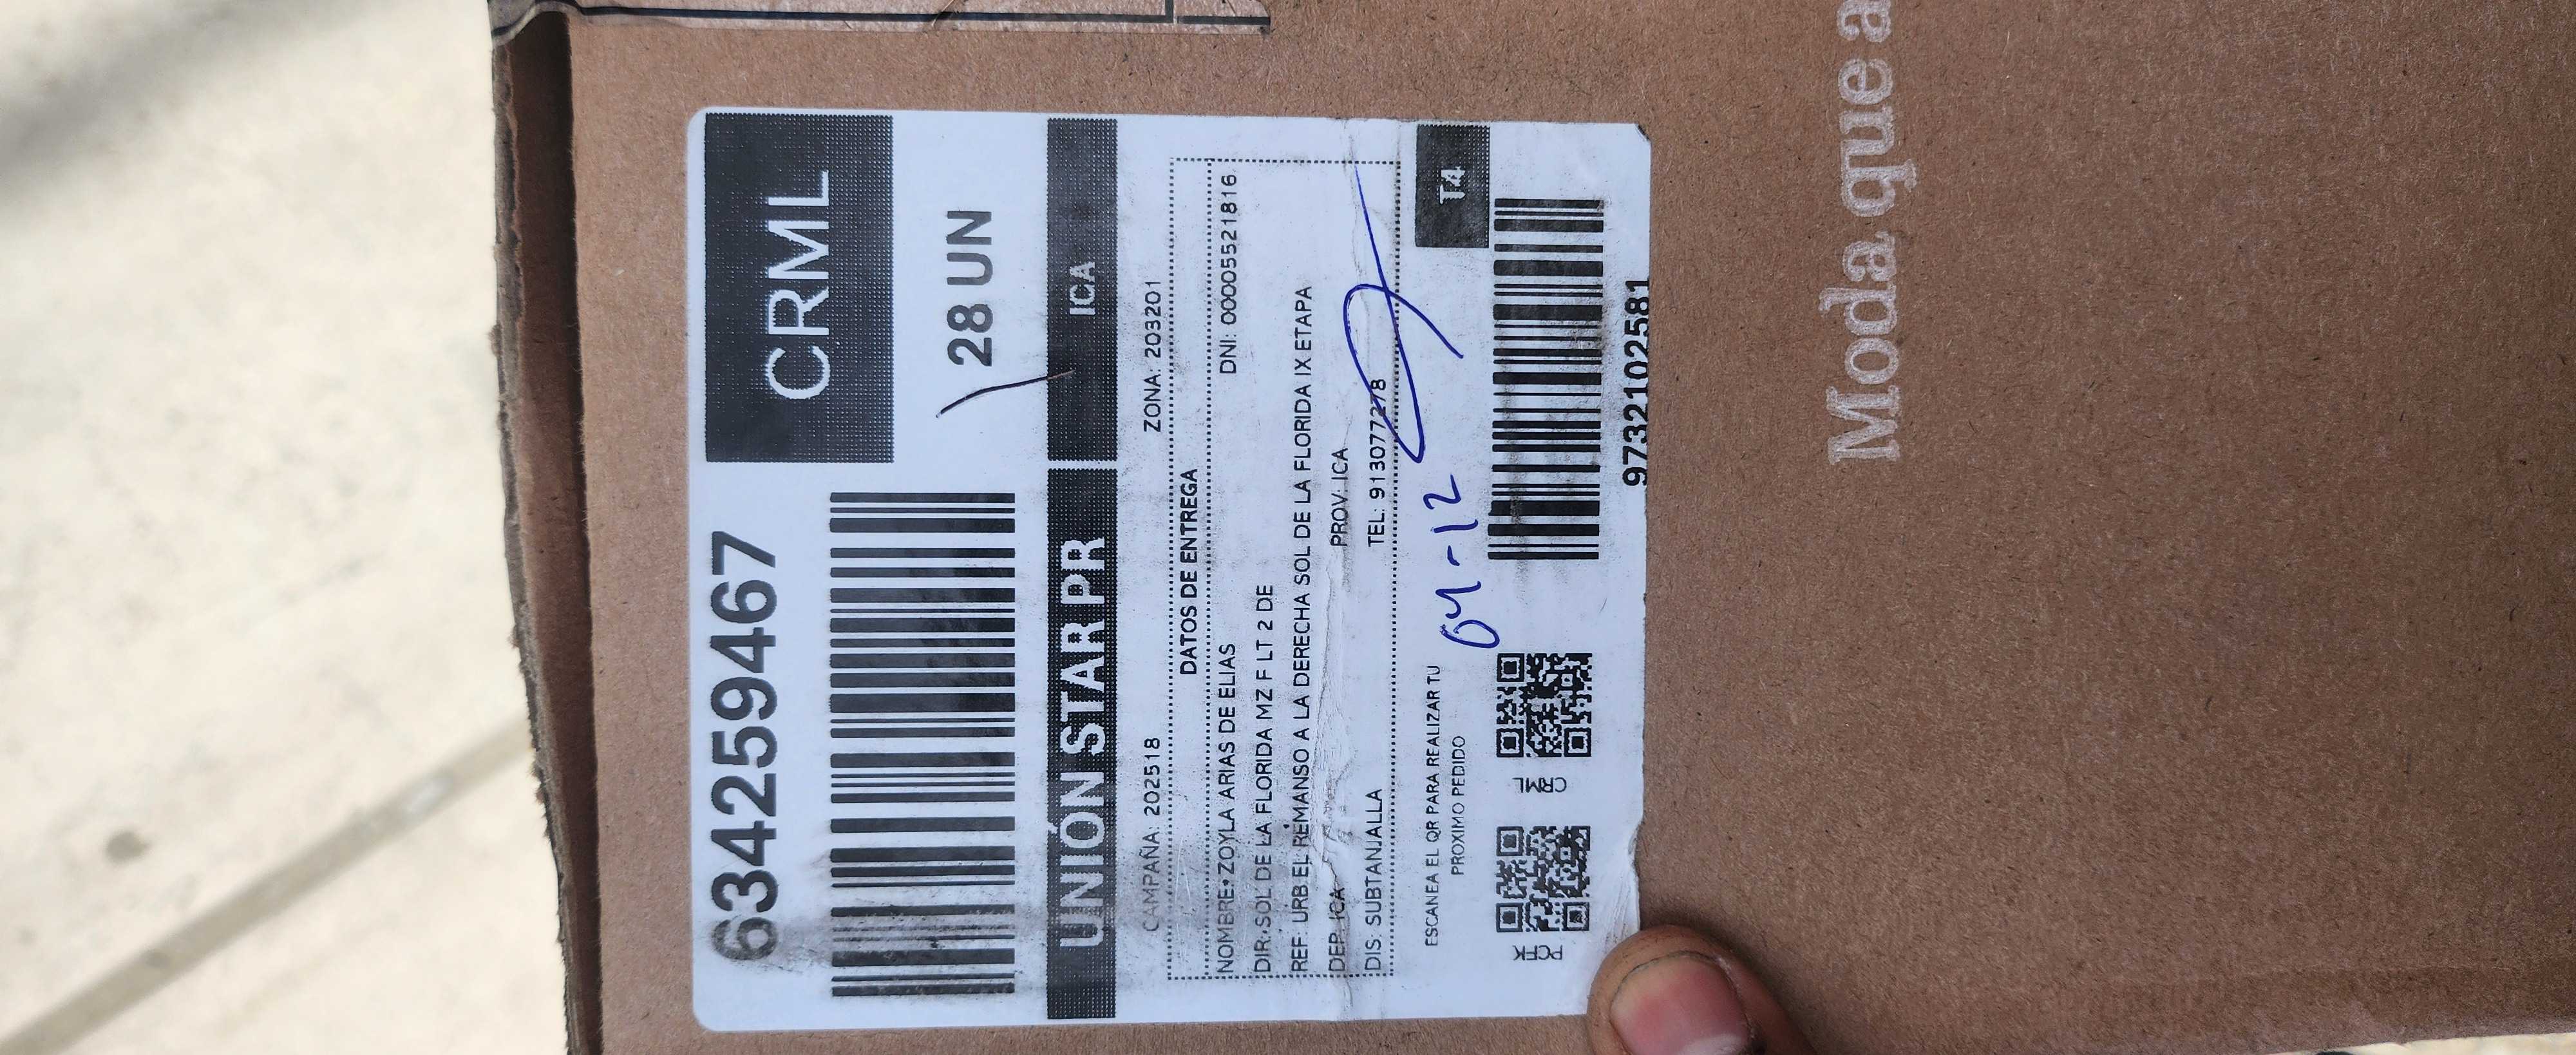 6342594467
CRML
28 UN
UNIÓN STAR PR
ICA
CAMPAÑA: 202518 ZONA: 203201
DATOS DE ENTREGA
NOMBRE: ZOYLA ARIAS DE ELIAS DNI: 000005521816
DIR: SOL DE LA FLORIDA MZ F LT 2 DE
REF: URB EL REMANSO A LA DERECHA SOL DE LA FLORIDA IX ETAPA
DEP: ICA PROV: ICA
DIS: SUBTANJALLA TEL: 913077278
ESCANEA EL QR PARA REALIZAR TU
PROXIMO PEDIDO
04-12
T4
PCFK
CRML
9732102581
Moda que a